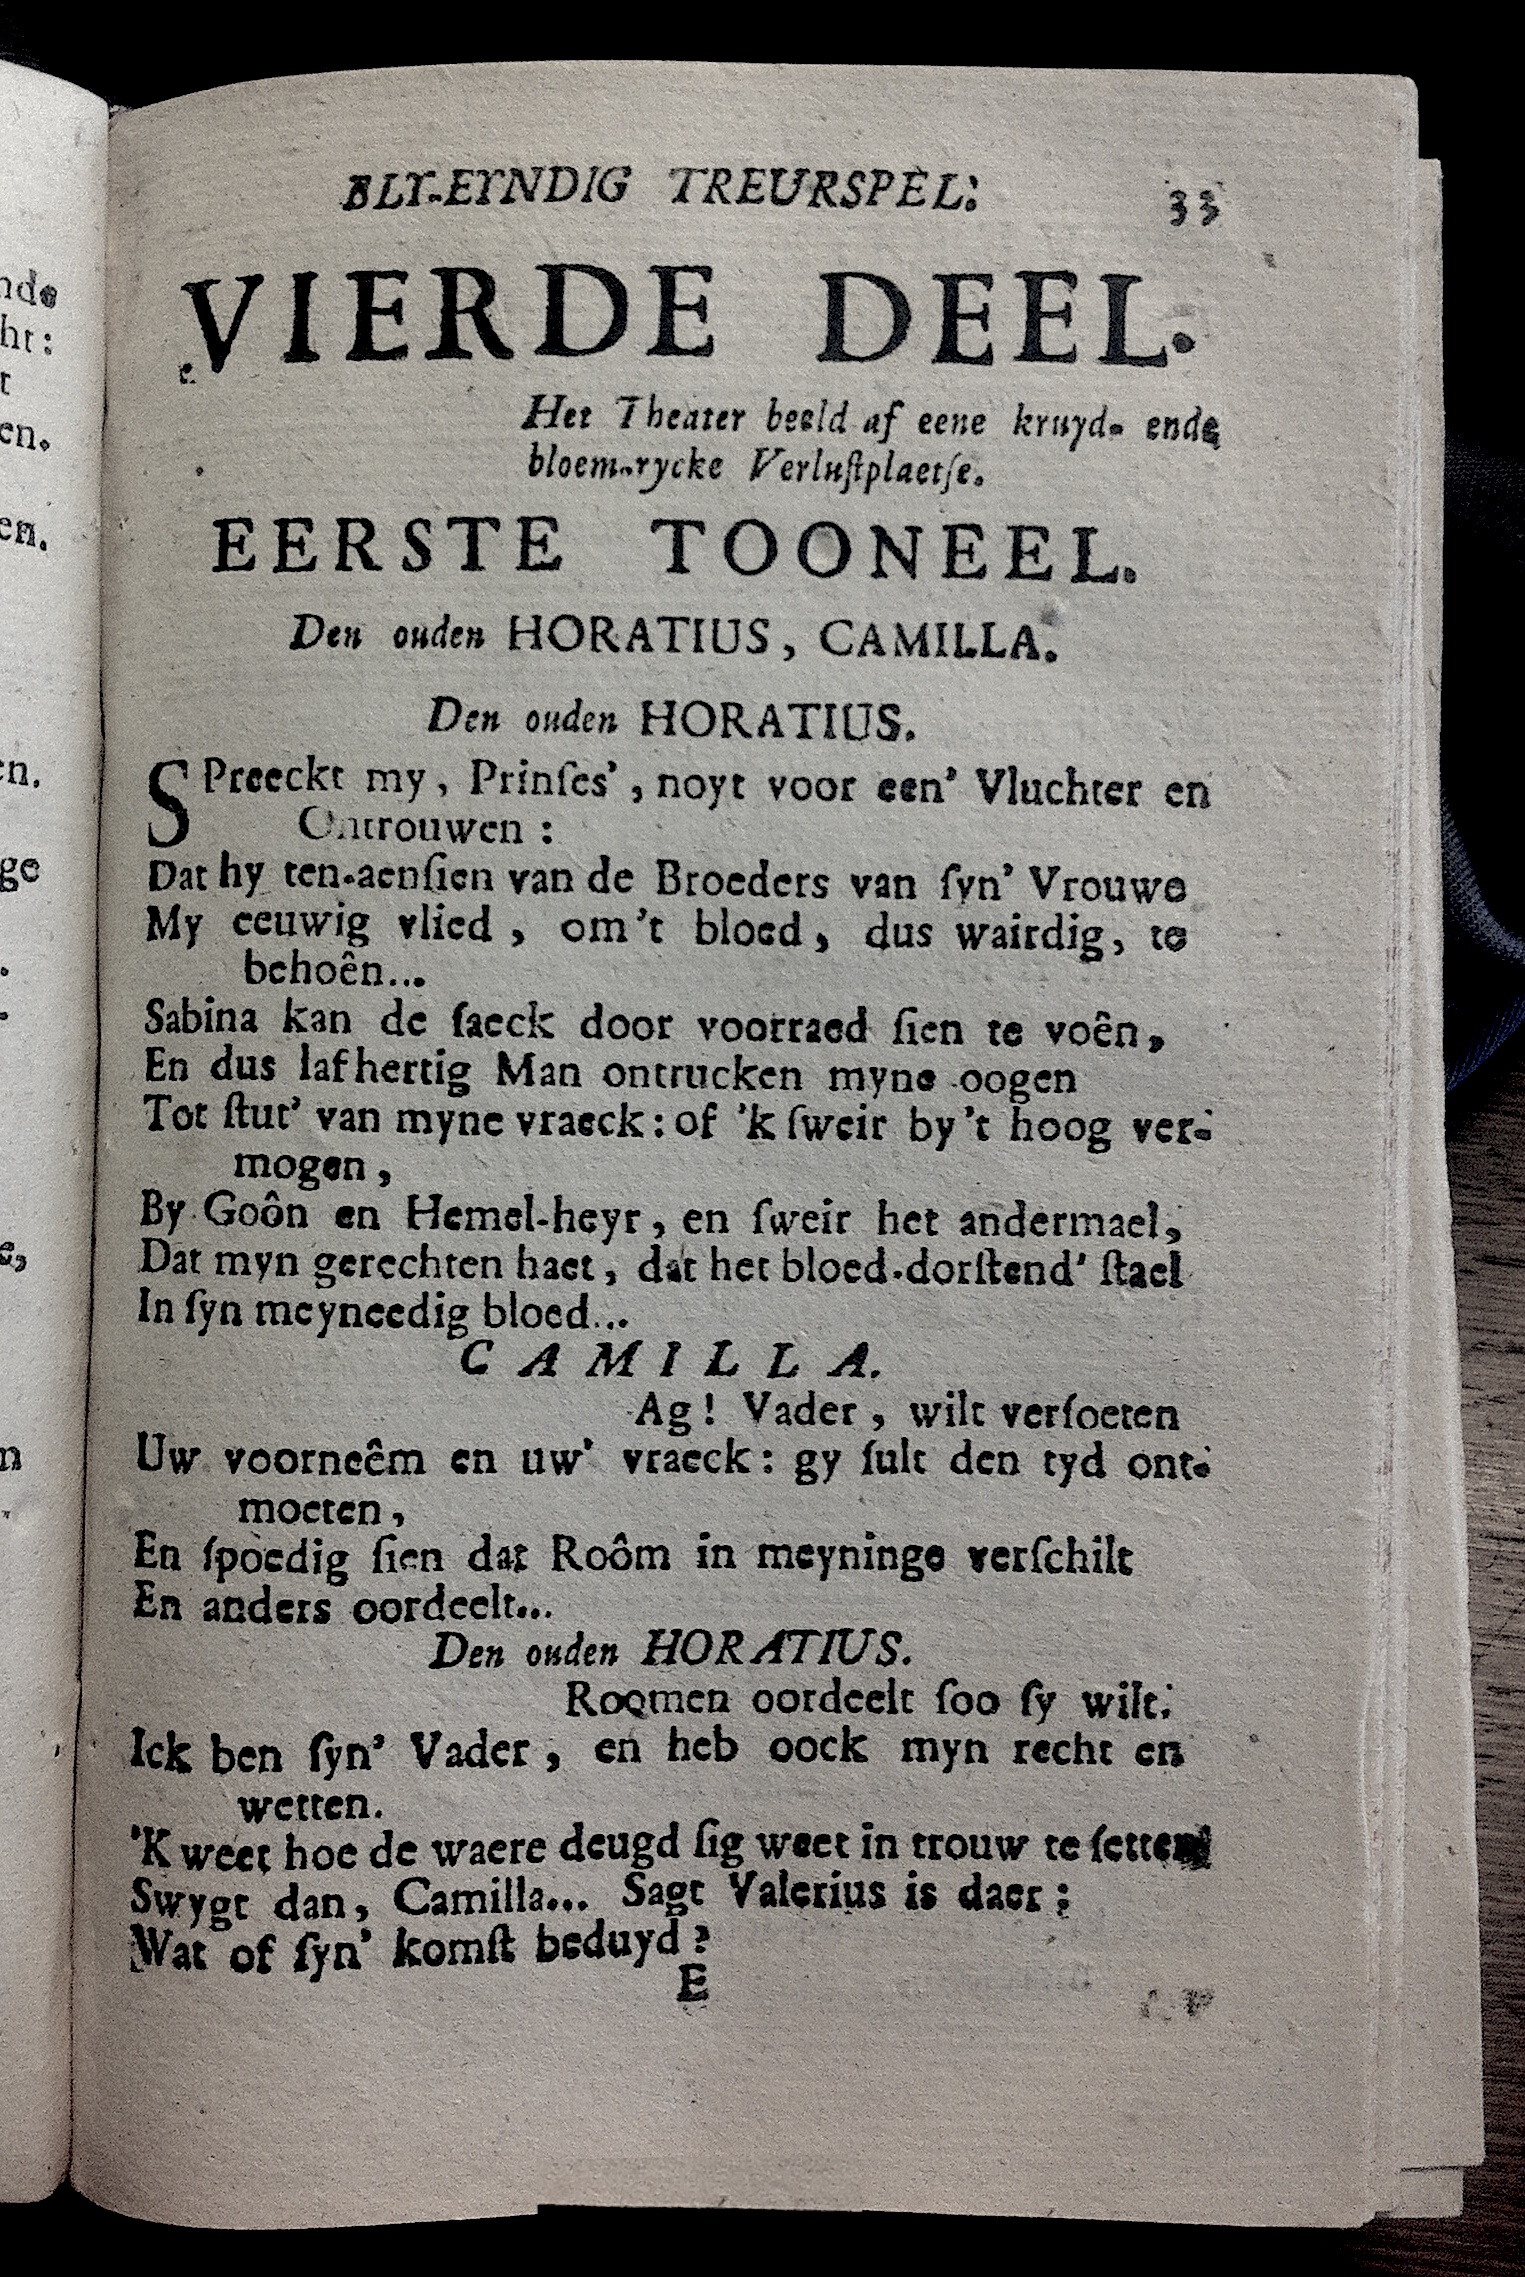 BLY-EYNDIG TREURSPEL. 33
VIERDE DEEL.
Het Theater beeld af eene kruyd- ende
bloem-rycke Verluſtplaetſe.
EERSTE TOONEEL.
Den ouden HORATIUS, CAMILLA.
Den ouden HORATIUS.
SPreeckt my, Prinſes', noyt voor een' Vluchter en
Ontrouwen :
Dat hy ten-aenſien van de Broeders van ſyn' Vrouwe
My eeuwig vlied, om 't bloed, dus wairdig, te
behoên...
Sabina kan de ſaeck door voorraed ſien te voên,
En dus lafhertig Man ontrucken myne oogen
Tot ſtut' van myne vraeck: of 'k ſweir by 't hoog ver-
mogen,
By Goôn en Hemel-heyr, en ſweir het andermael,
Dat myn gerechten haet, dat het bloed-dorſtend' ſtael
In ſyn meyneedig bloed...
CAMILLA.
Ag! Vader, wilt verſoeten
Uw voorneêm en uw' vraeck: gy ſult den tyd ont-
moeten,
En ſpoedig ſien dat Roôm in meyninge verſchilt
En anders oordeelt...
Den ouden HORATIUS.
Roomen oordeelt ſoo ſy wilt.
Ick ben ſyn' Vader, en heb oock myn recht en
wetten.
'K weet hoe de waere deugd ſig weet in trouw te ſetten
Swygt dan, Camilla... Sagt Valerius is daer;
Wat of ſyn' komſt beduyd?
E
nde
ht:
t
en.
en.
en.
ge
.
.
e,
n